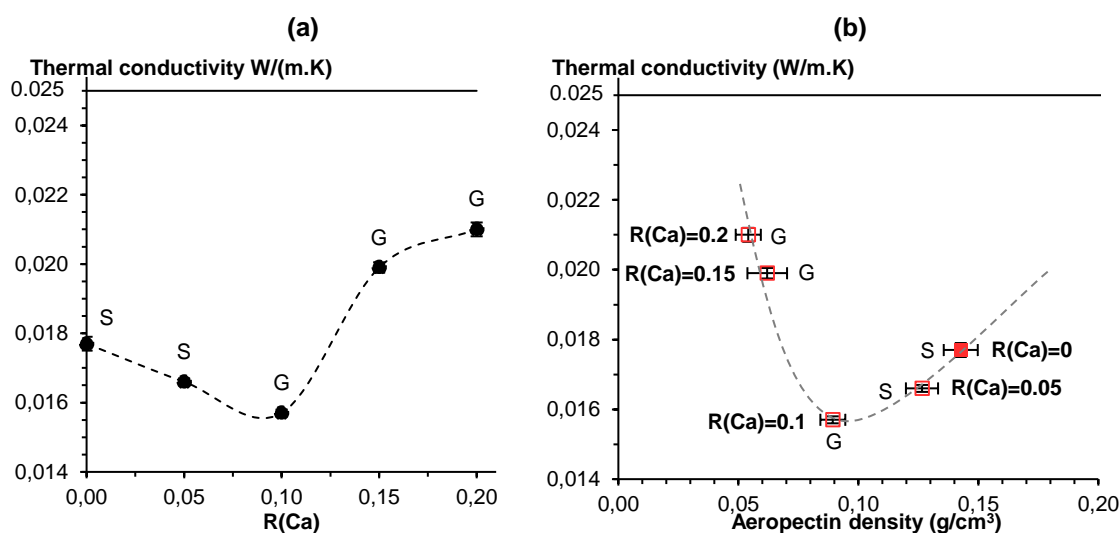 (a)
Thermal conductivity W/(m.K)
0.025
0,024
0,022
0,020
0,018
0,016
0,014
0,00
0,05
0,10
0,15
0,20
R(Ca)
S
S
G
G
G
(b)
Thermal conductivity (W/m.K)
0.025
0,024
0,022
0,020
0,018
0,016
0,014
0,00
0,05
0,10
0,15
0,20
Aeropectin density (g/cm³)
R(Ca)=0.2
G
R(Ca)=0.15
G
R(Ca)=0.1
G
S
R(Ca)=0
S
R(Ca)=0.05